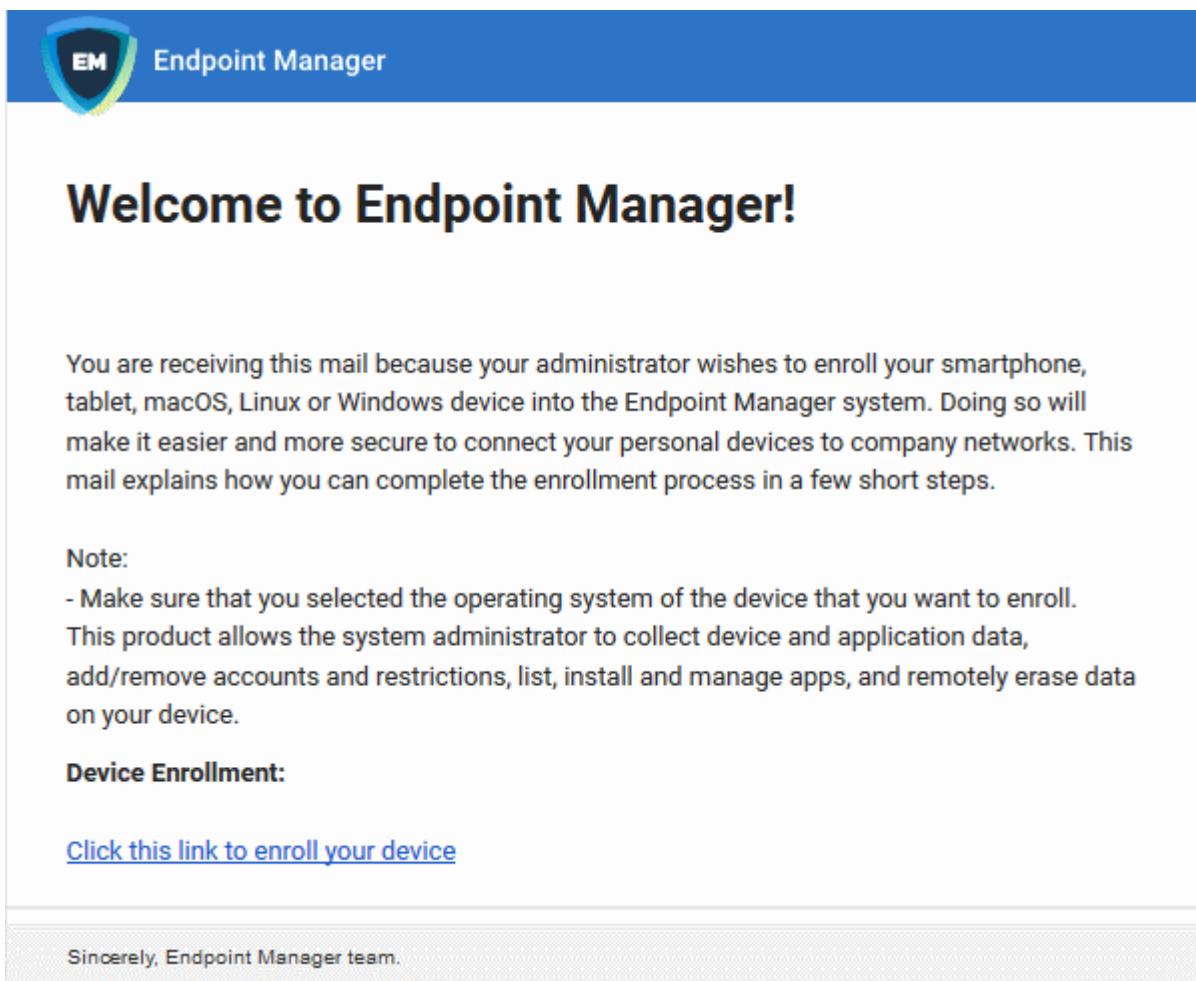 EM
Endpoint Manager
Welcome to Endpoint Manager!
You are receiving this mail because your administrator wishes to enroll your smartphone,
tablet, macOS, Linux or Windows device into the Endpoint Manager system. Doing so will
make it easier and more secure to connect your personal devices to company networks. This
mail explains how you can complete the enrollment process in a few short steps.
Note:
- Make sure that you selected the operating system of the device that you want to enroll.
This product allows the system administrator to collect device and application data,
add/remove accounts and restrictions, list, install and manage apps, and remotely erase data
on your device.
Device Enrollment:
Click this link to enroll your device
Sincerely, Endpoint Manager team.